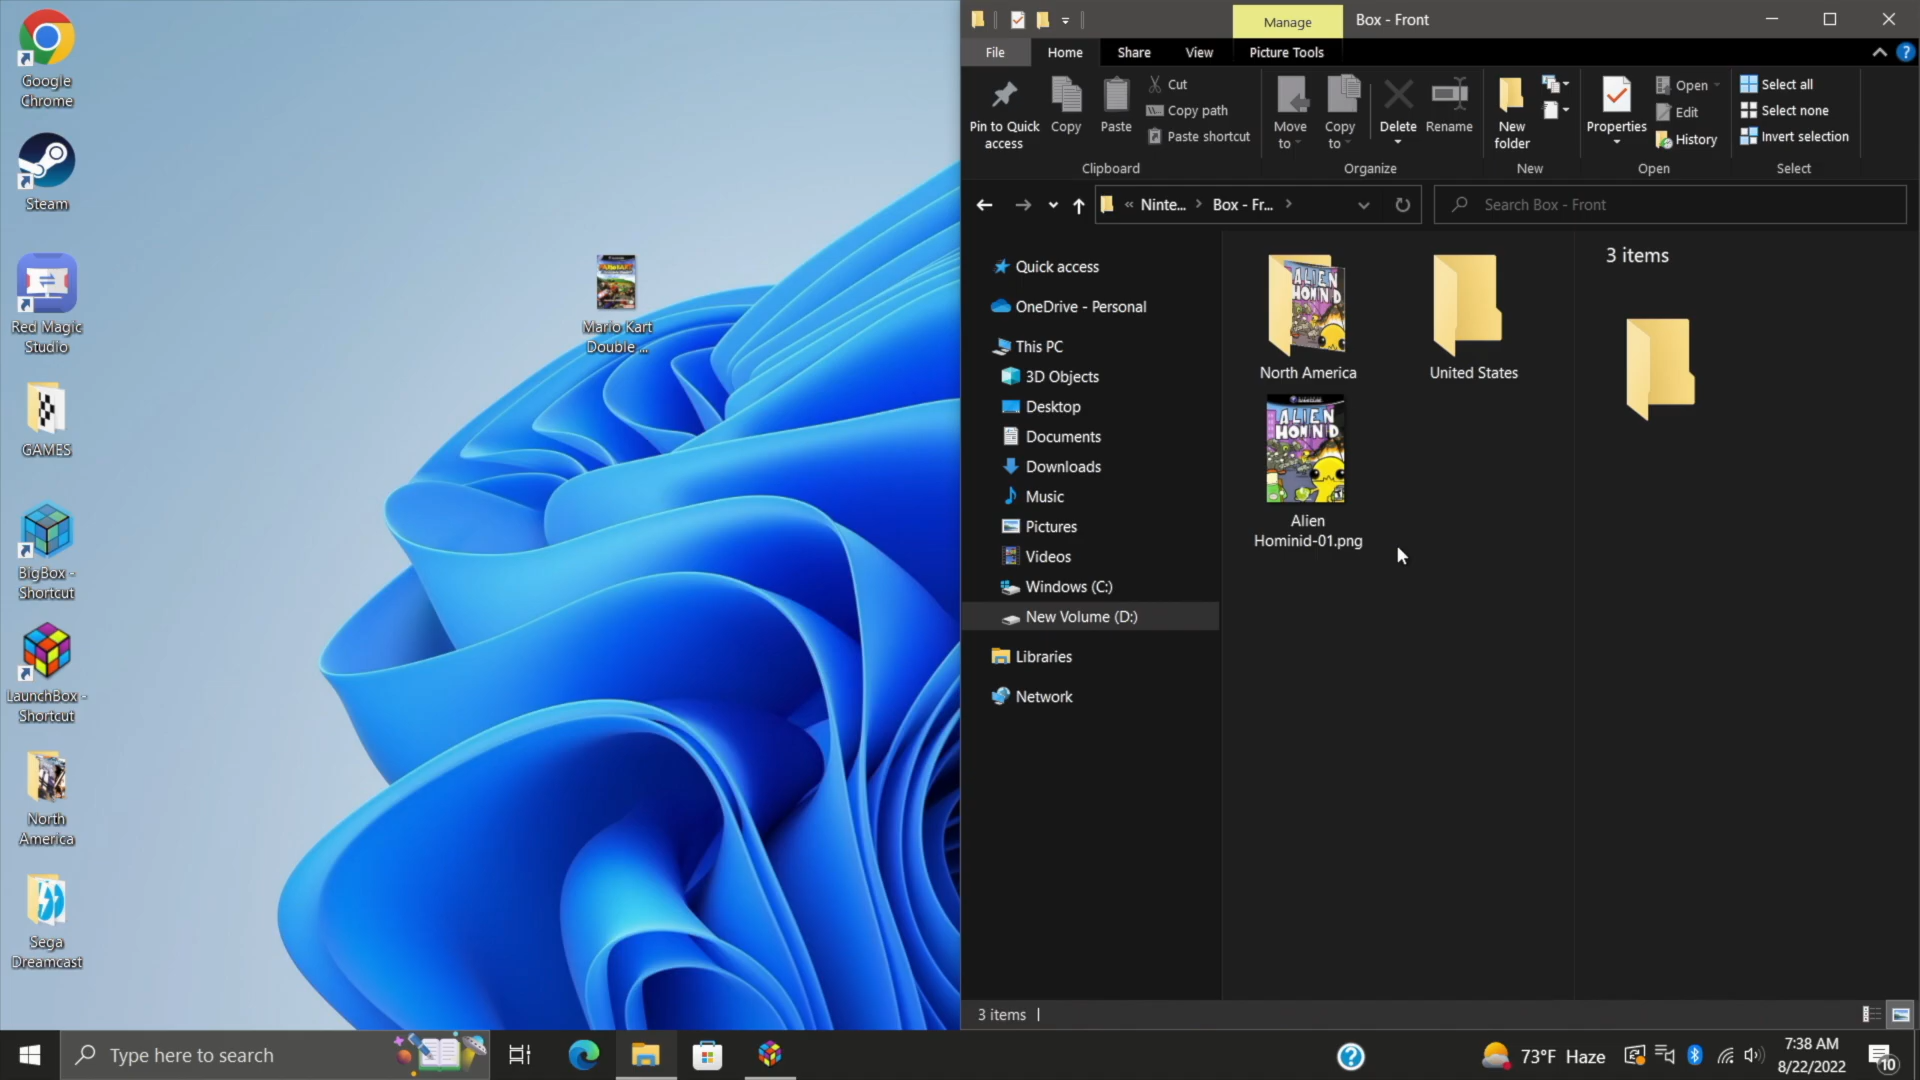 Google
Chrome
Steam
Red Magic
Studio
GAMES
BigBox -
Shortcut
LaunchBox -
Shortcut
North
America
Sega
Dreamcast
Mario Kart
Double ...
Manage
Box - Front
File
Home
Share
View
Picture Tools
Pin to Quick
access
Copy
Paste
Cut
Copy path
Paste shortcut
Clipboard
Move
to
Copy
to
Delete
Rename
Organize
New
folder
New
Properties
Open
Edit
History
Open
Select all
Select none
Invert selection
Select
« Ninte... > Box - Fr... >
Search Box - Front
Quick access
OneDrive - Personal
This PC
3D Objects
Desktop
Documents
Downloads
Music
Pictures
Videos
Windows (C:)
New Volume (D:)
Libraries
Network
ALIEN
HOMINID
North America
United States
ALIEN
HOMINID
Alien
Hominid-01.png
3 items
3 items
Type here to search
73°F Haze
7:38 AM
8/22/2022
10